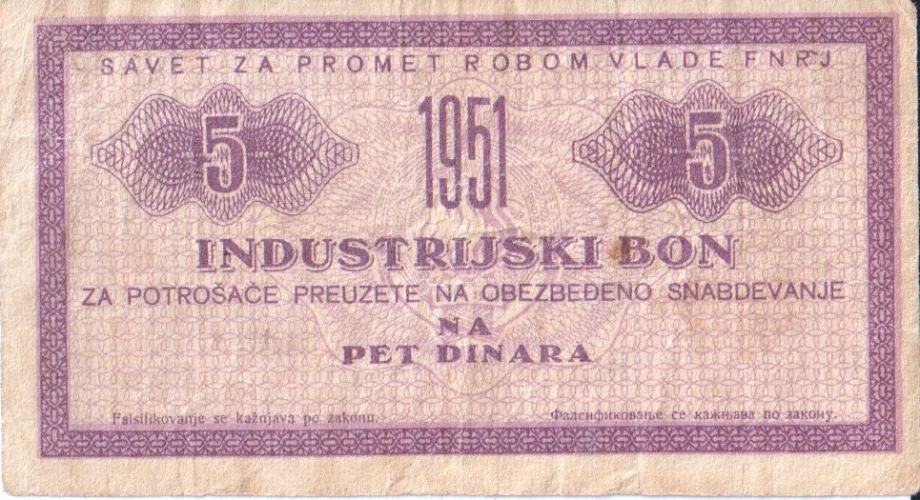 SAVET ZA PROMET ROBOM VLADE FNRJ
5 1951 5
INDUSTRIJSKI BON
ZA POTROŠAČE PREUZETE NA OBEZBEĐENO SNABDEVANJE
NA
PET DINARA
Falsifikovanje se kažnjava po zakonu. Фалсификовање се кажњава по закону.